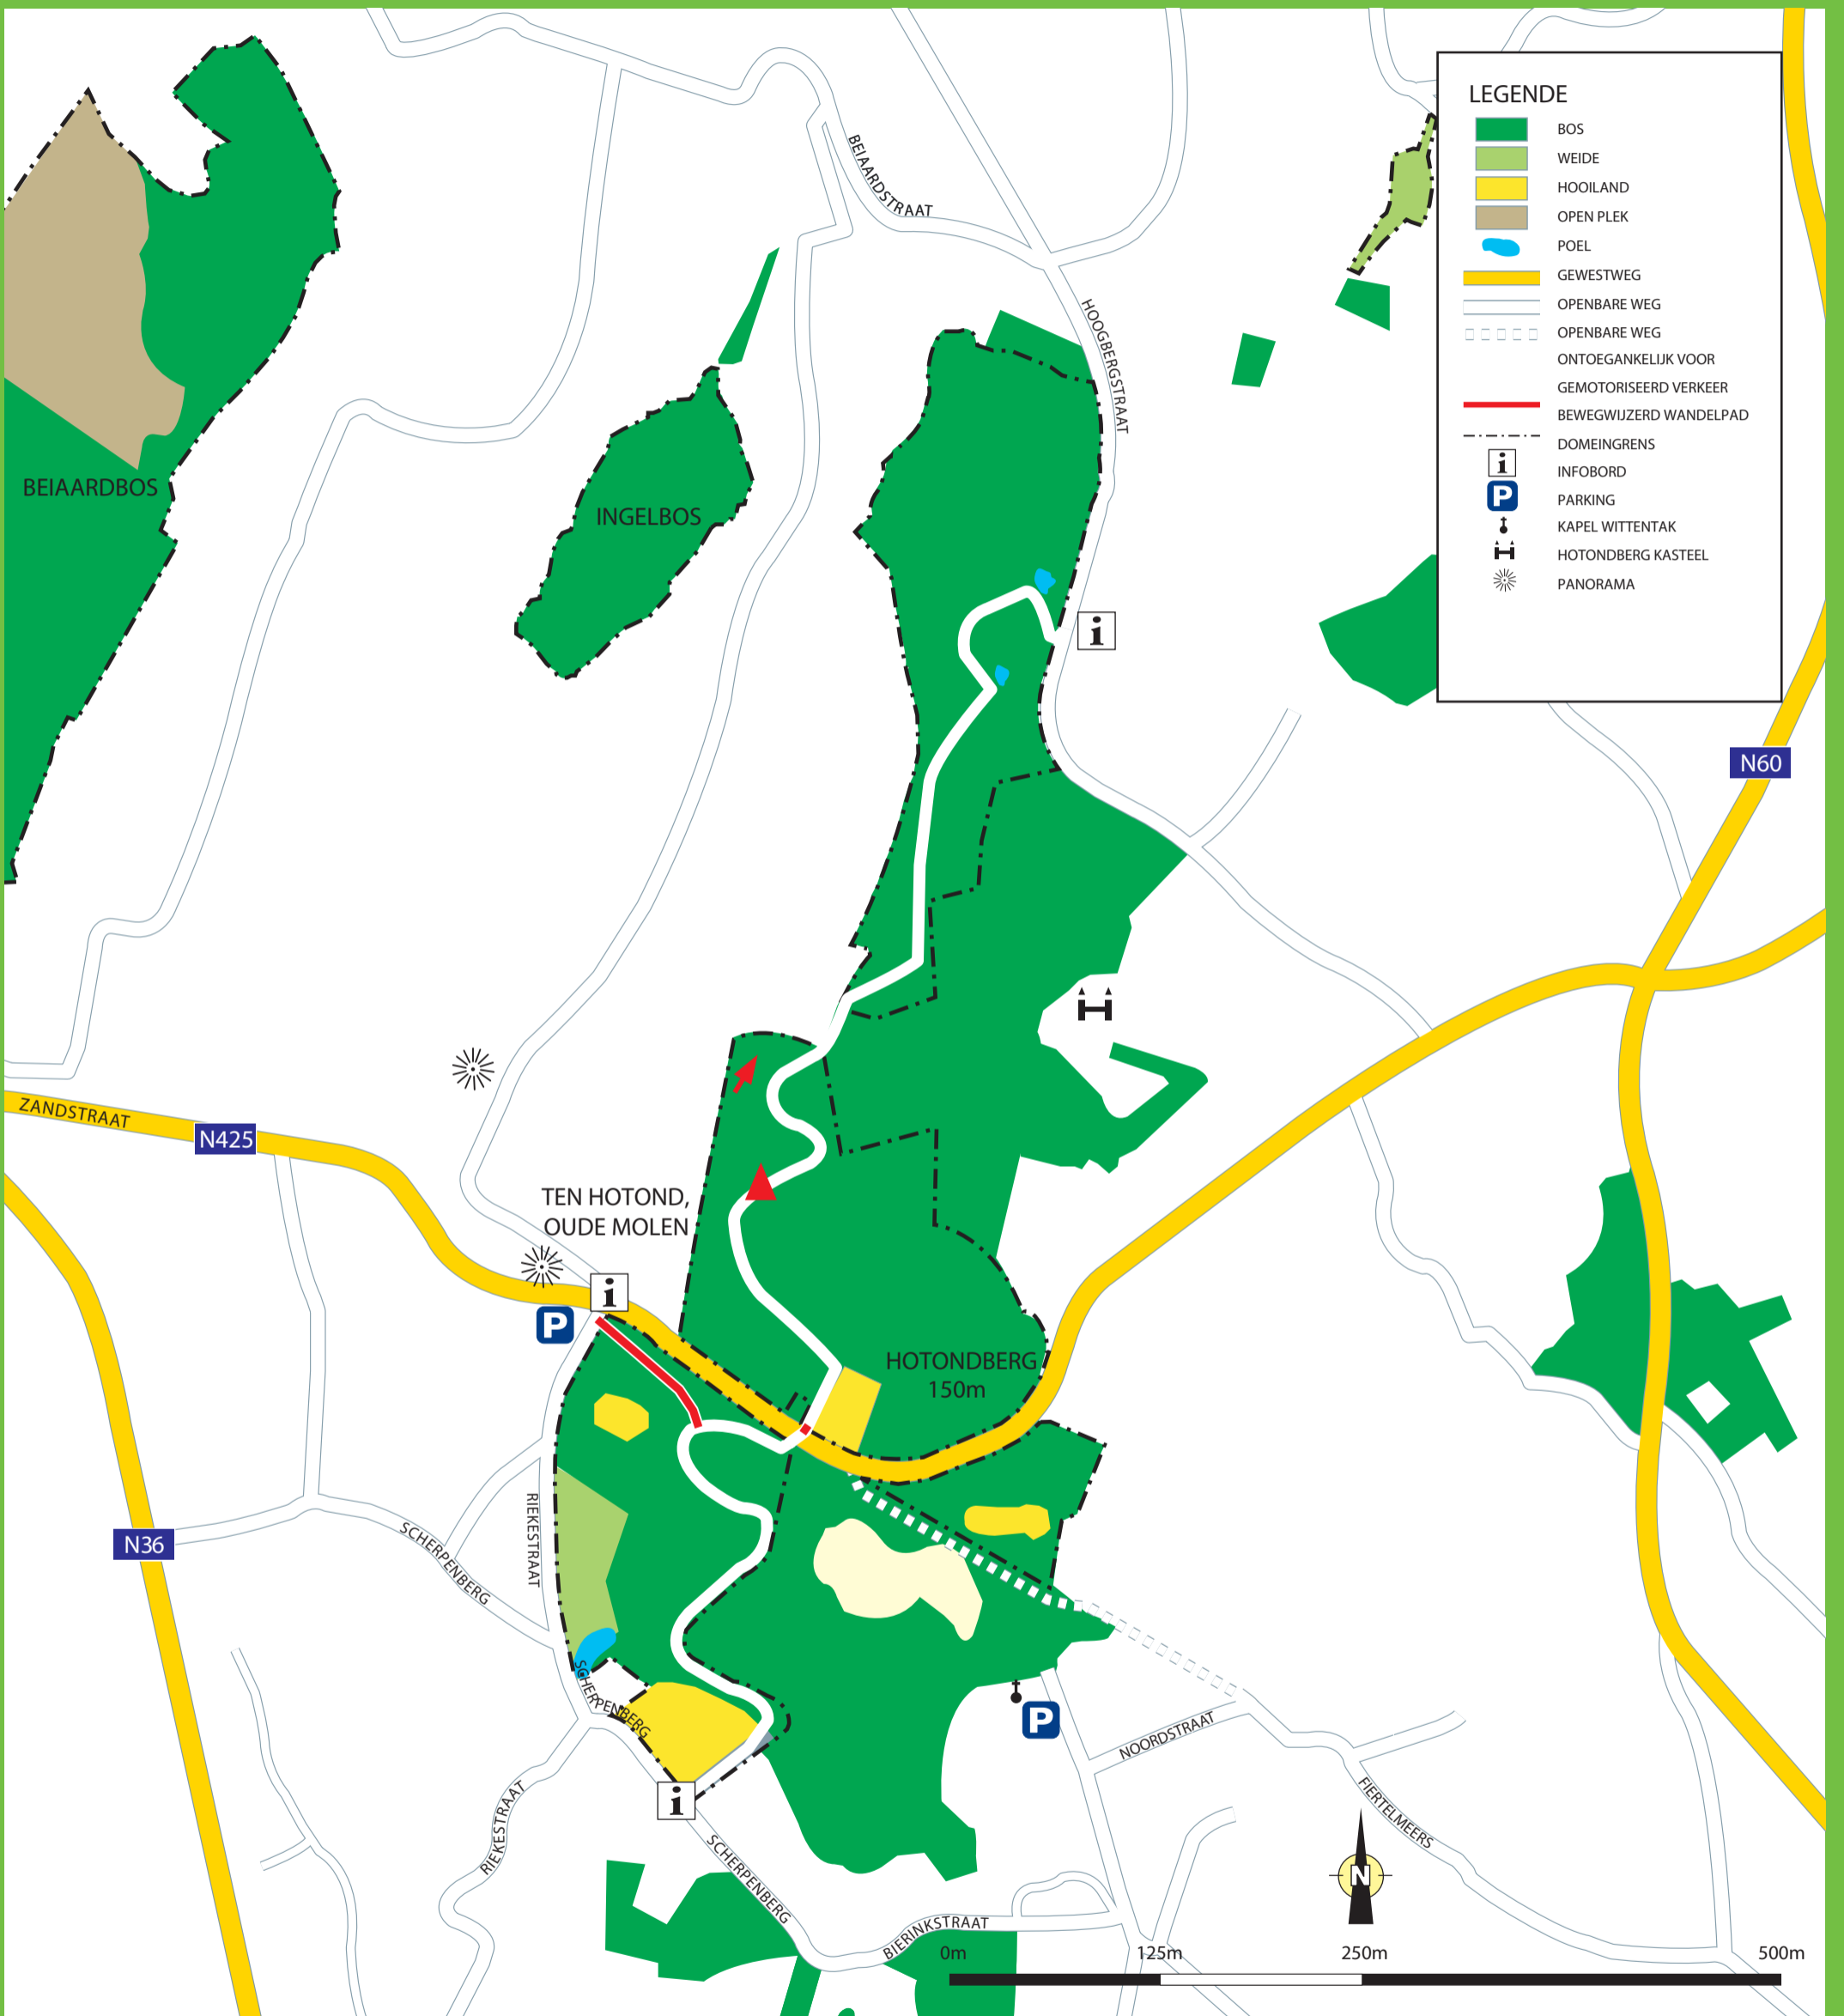 LEGENDE
BOS
WEIDE
HOOILAND
OPEN PLEK
POEL
GEWESTWEG
OPENBARE WEG
OPENBARE WEG
ONTOEGANKELIJK VOOR
GEMOTORISEERD VERKEER
BEWEGWIJZERD WANDELPAD
DOMEINGRENS
i INFOBORD
P PARKING
KAPEL WITTENTAK
HOTONDBERG KASTEEL
PANORAMA
BEIAARDSTRAAT
HOOGBERGSTRAAT
BEIAARDBOS
INGELBOS
i
N60
ZANDSTRAAT
N425
TEN HOTOND,
OUDE MOLEN
i
P
HOTONDBERG
150m
RIEKESTRAAT
N36
SCHERPENBERG
SCHERPENBERG
P
NOORDSTRAAT
i
RIEKESTRAAT
SCHERPENBERG
FIERTELMEERS
N
BIERINKSTRAAT
0m
125m
250m
500m